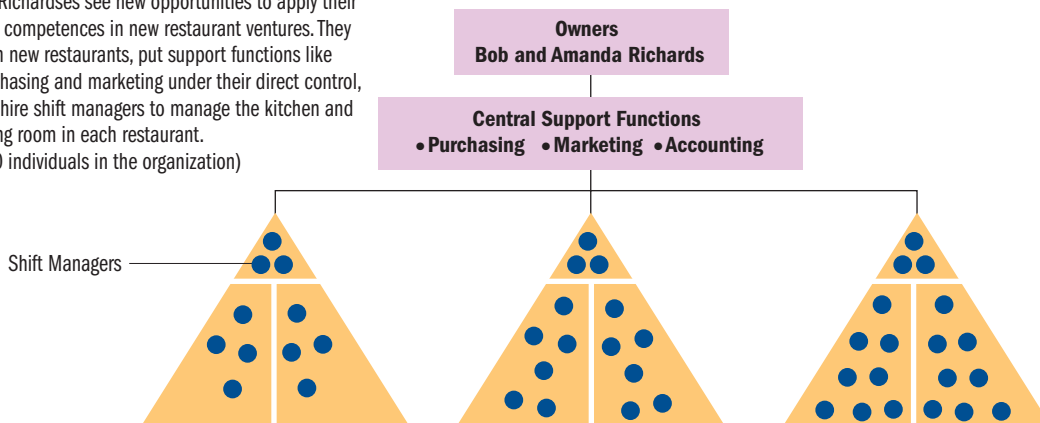 Richardses see new opportunities to apply their
competences in new restaurant ventures. They
new restaurants, put support functions like
marketing under their direct control,
hire shift managers to manage the kitchen and
room in each restaurant.
individuals in the organization)
Owners
Bob and Amanda Richards
Central Support Functions
• Purchasing • Marketing • Accounting
Shift Managers